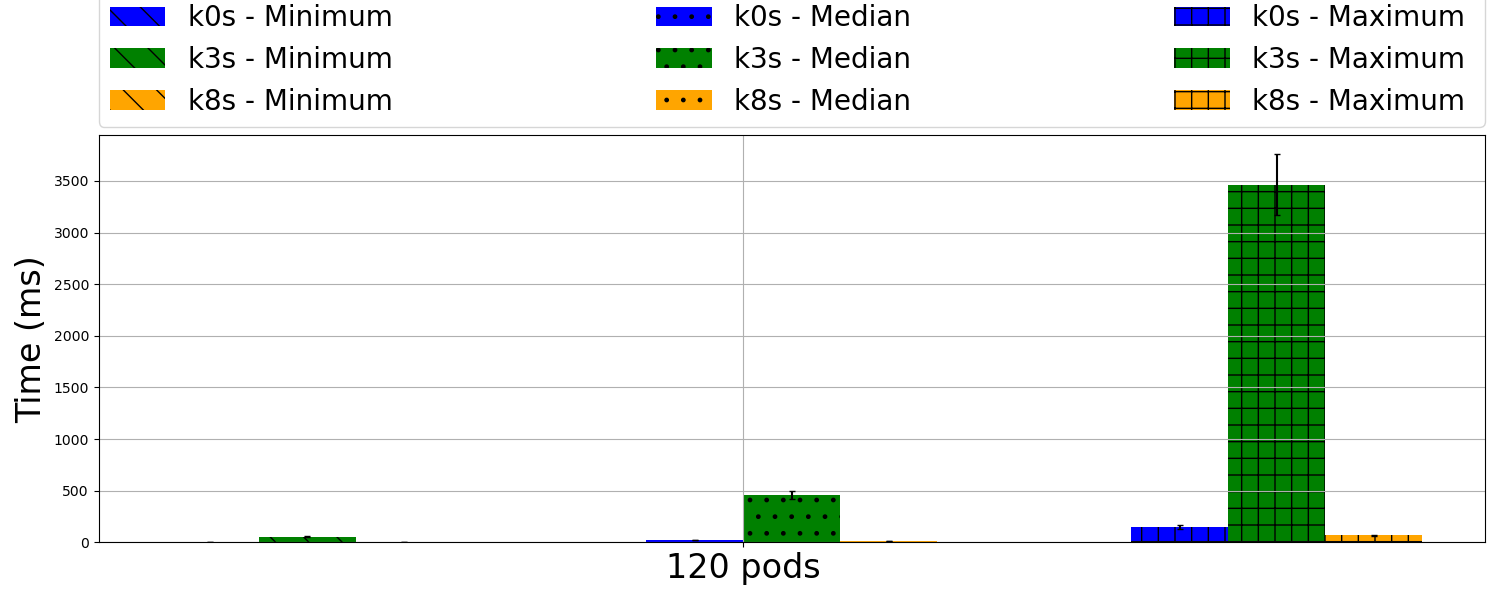 k0s - Minimum k0s - Median k0s - Maximum
k3s - Minimum k3s - Median k3s - Maximum
k8s - Minimum k8s - Median k8s - Maximum
3500
3000
2500
2000
1500
1000
500
0
Time (ms)
120 pods